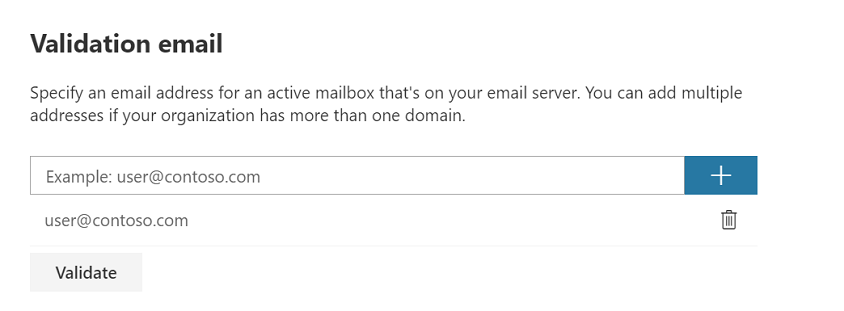 Validation email
Specify an email address for an active mailbox that's on your email server. You can add multiple
addresses if your organization has more than one domain.
Example: user@contoso.com
user@contoso.com
Validate